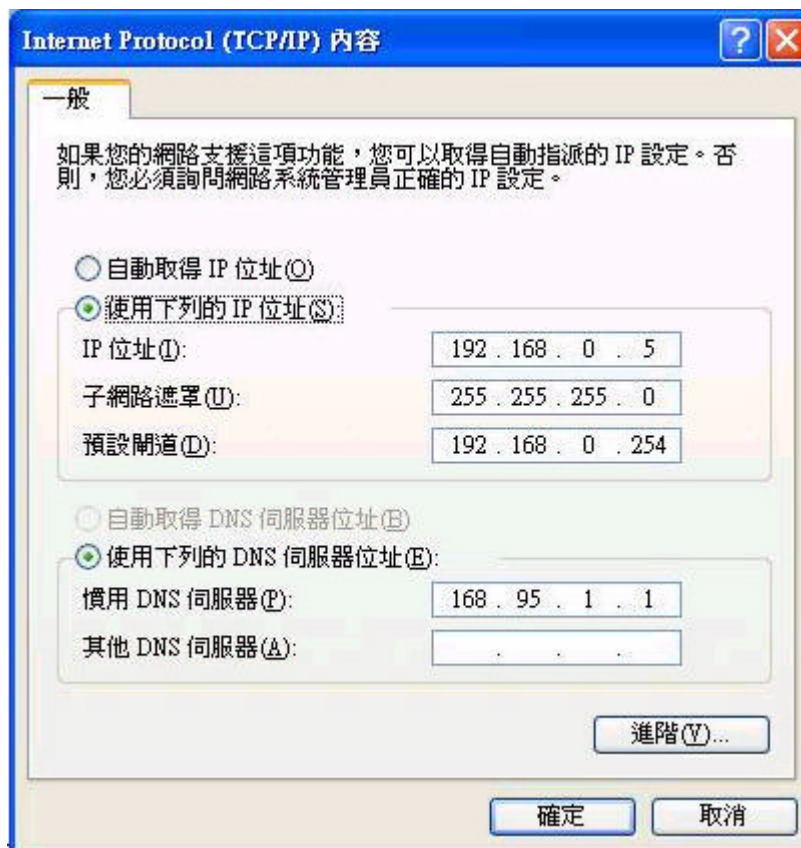 Internet Protocol (TCP/IP) 內容
一般
如果您的網路支援這項功能，您可以取得自動指派的 IP 設定。否
則，您必須詢問網路系統管理員正確的 IP 設定。
自動取得 IP 位址(O)
使用下列的 IP 位址(S):
IP 位址(I): 192 . 168 . 0 . 5
子網路遮罩(U): 255 . 255 . 255 . 0
預設閘道(D): 192 . 168 . 0 . 254
自動取得 DNS 伺服器位址(B)
使用下列的 DNS 伺服器位址(E):
慣用 DNS 伺服器(P): 168 . 95 . 1 . 1
其他 DNS 伺服器(A): . . .
進階(V)...
確定 取消